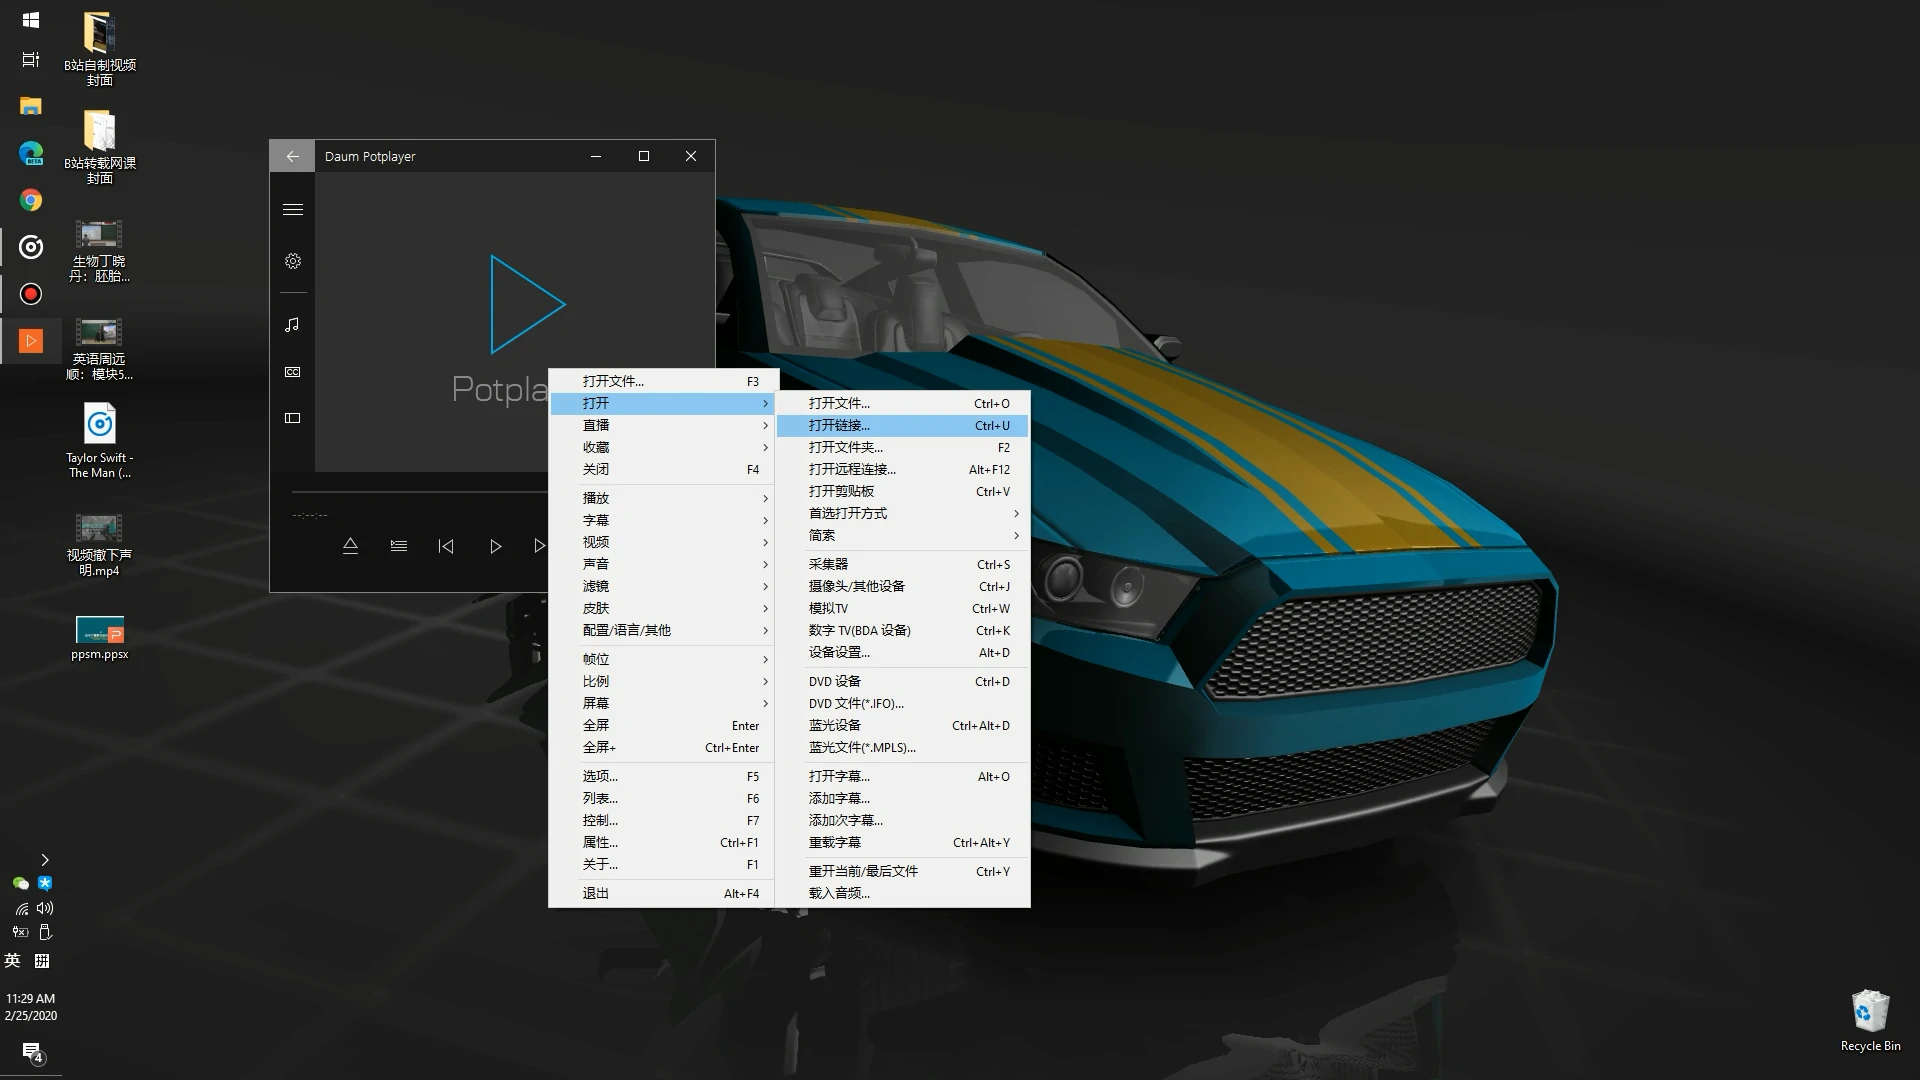 B站自制视频
封面
B站转载网课
封面
生物丁晓
丹：胚胎...
英语周远
顺：模块5...
Taylor Swift -
The Man (...
视频撤下声
明.mp4
ppsm.ppsx
BETA
英 拼
11:29 AM
2/25/2020
4
Daum Potplayer
CC
Potpla
--:--:--
打开文件... F3
打开
直播
收藏
关闭 F4
播放
字幕
视频
声音
滤镜
皮肤
配置/语言/其他
帧位
比例
屏幕
全屏 Enter
全屏+ Ctrl+Enter
选项... F5
列表... F6
控制... F7
属性... Ctrl+F1
关于... F1
退出 Alt+F4
打开文件... Ctrl+O
打开链接... Ctrl+U
打开文件夹... F2
打开远程连接... Alt+F12
打开剪贴板 Ctrl+V
首选打开方式
简索
采集器 Ctrl+S
摄像头/其他设备 Ctrl+J
模拟TV Ctrl+W
数字 TV(BDA 设备) Ctrl+K
设备设置... Alt+D
DVD 设备 Ctrl+D
DVD 文件(*.IFO)...
蓝光设备 Ctrl+Alt+D
蓝光文件(*.MPLS)...
打开字幕... Alt+O
添加字幕...
添加次字幕...
重载字幕 Ctrl+Alt+Y
重开当前/最后文件 Ctrl+Y
载入音频...
Recycle Bin